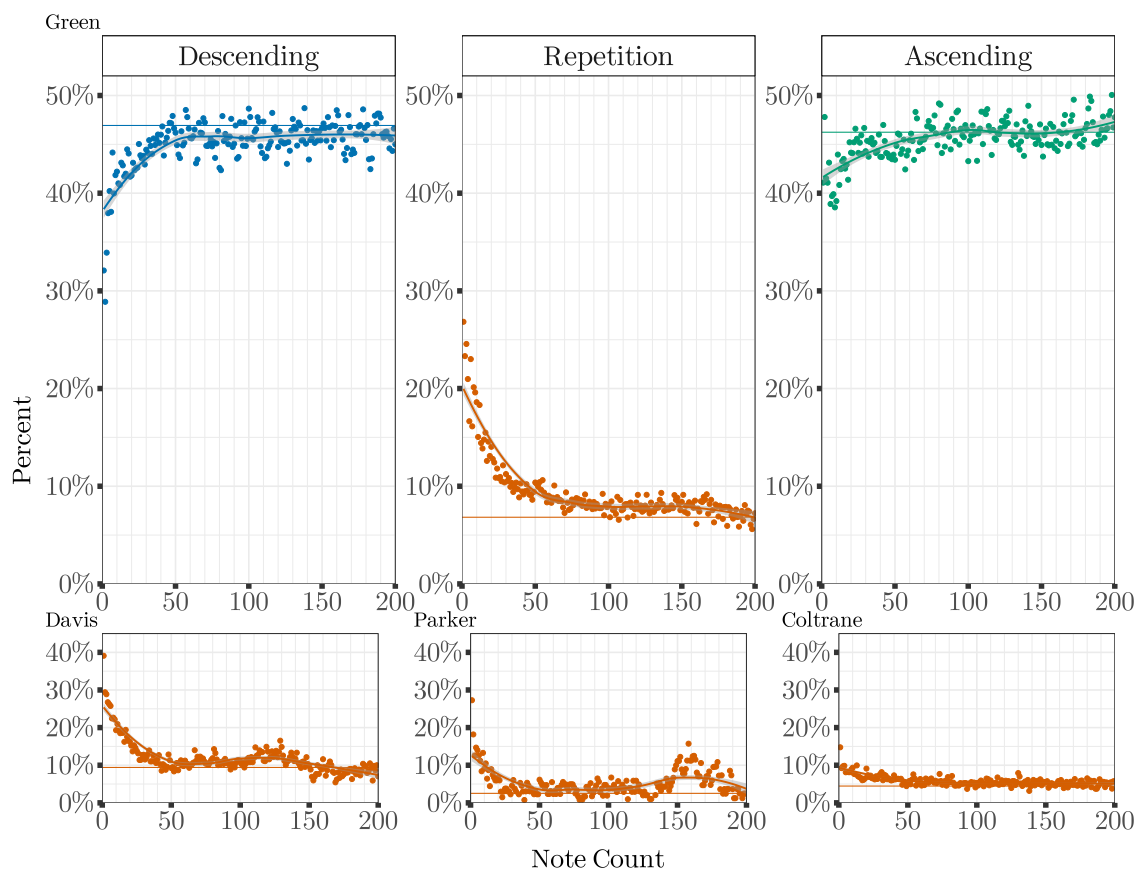 Green
Descending Repetition Ascending
50% 50% 50%
40% 40% 40%
30% 30% 30%
20% 20% 20%
10% 10% 10%
0% 0% 0%
0 50 100 150 200 0 50 100 150 200 0 50 100 150 200
Percent
Davis Parker Coltrane
40% 40% 40%
30% 30% 30%
20% 20% 20%
10% 10% 10%
0% 0% 0%
0 50 100 150 200 0 50 100 150 200 0 50 100 150 200
Note Count